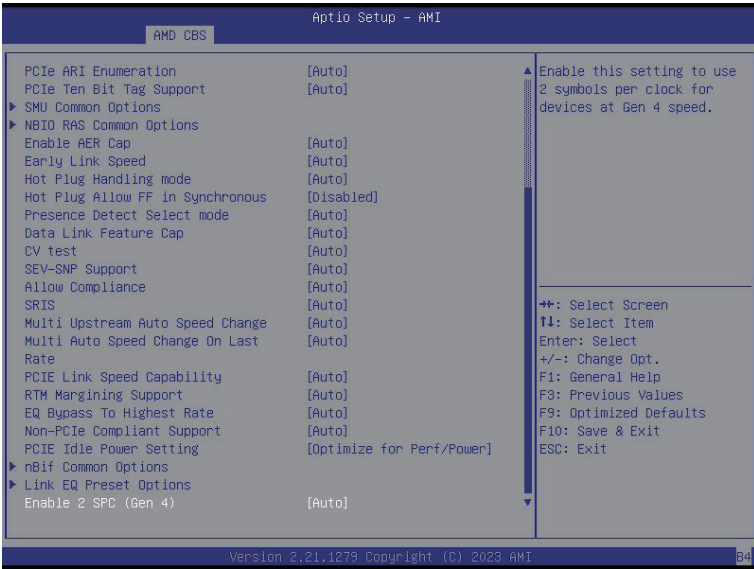 Aptio Setup – AMI
AMD CBS
PCIe ARI Enumeration [Auto]
PCIe Ten Bit Tag Support [Auto]
SMU Common Options
NBIO RAS Common Options
Enable AER Cap [Auto]
Early Link Speed [Auto]
Hot Plug Handling mode [Auto]
Hot Plug Allow FF in Synchronous [Disabled]
Presence Detect Select mode [Auto]
Data Link Feature Cap [Auto]
CV test [Auto]
SEV-SNP Support [Auto]
Allow Compliance [Auto]
SRIS [Auto]
Multi Upstream Auto Speed Change [Auto]
Multi Auto Speed Change On Last [Auto]
Rate
PCIE Link Speed Capability [Auto]
RTM Margining Support [Auto]
EQ Bypass To Highest Rate [Auto]
Non-PCIe Compliant Support [Auto]
PCIE Idle Power Setting [Optimize for Perf/Power]
nBif Common Options
Link EQ Preset Options
Enable 2 SPC (Gen 4) [Auto]
Enable this setting to use
2 symbols per clock for
devices at Gen 4 speed.
→←: Select Screen
↑↓: Select Item
Enter: Select
+/-: Change Opt.
F1: General Help
F3: Previous Values
F9: Optimized Defaults
F10: Save & Exit
ESC: Exit
Version 2.21.1279 Copyright (C) 2023 AMI
B4